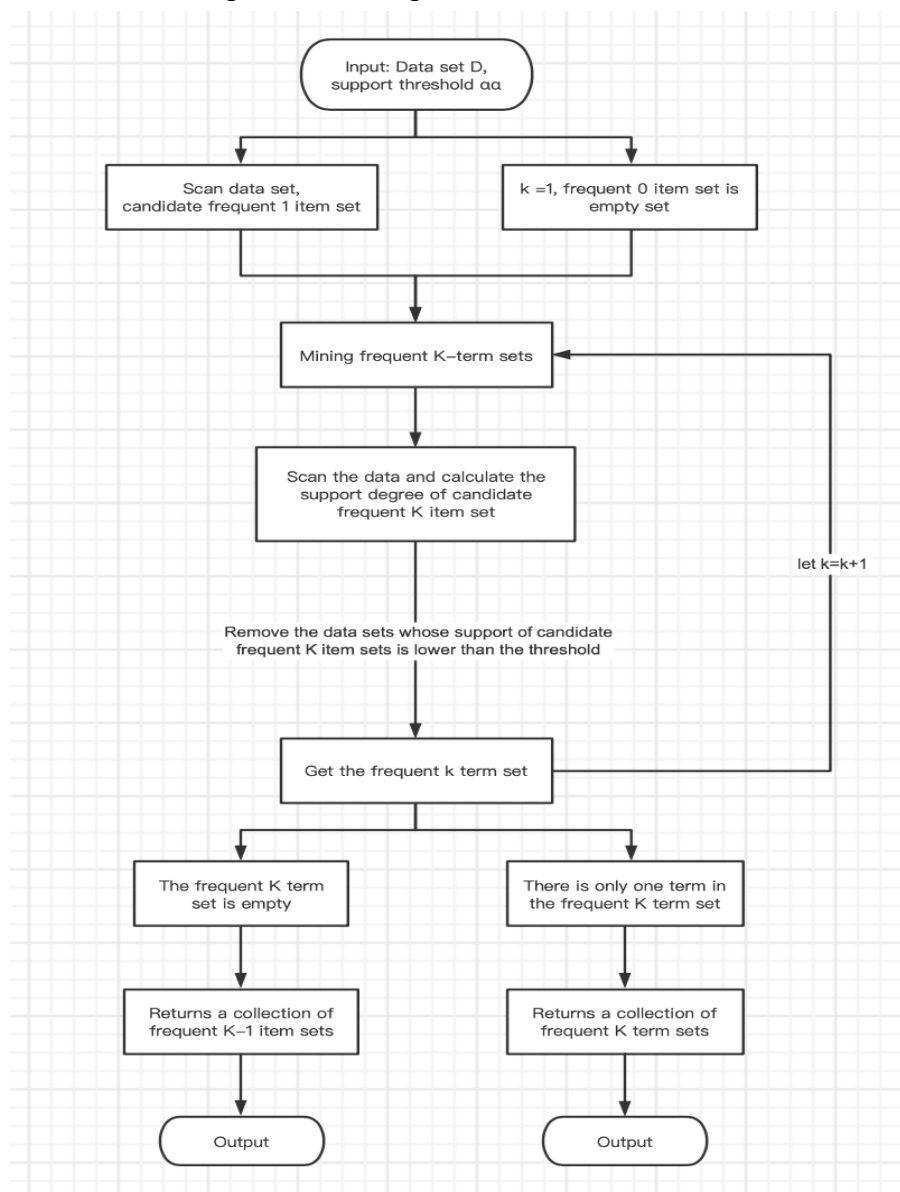 Input: Data set D,
support threshold αα
Scan data set,
candidate frequent 1 item set
k =1, frequent 0 item set is
empty set
Mining frequent K-term sets
Scan the data and calculate the
support degree of candidate
frequent K item set
let k=k+1
Remove the data sets whose support of candidate
frequent K item sets is lower than the threshold
Get the frequent k term set
The frequent K term
set is empty
There is only one term in
the frequent K term set
Returns a collection of
frequent K-1 item sets
Returns a collection of
frequent K term sets
Output
Output